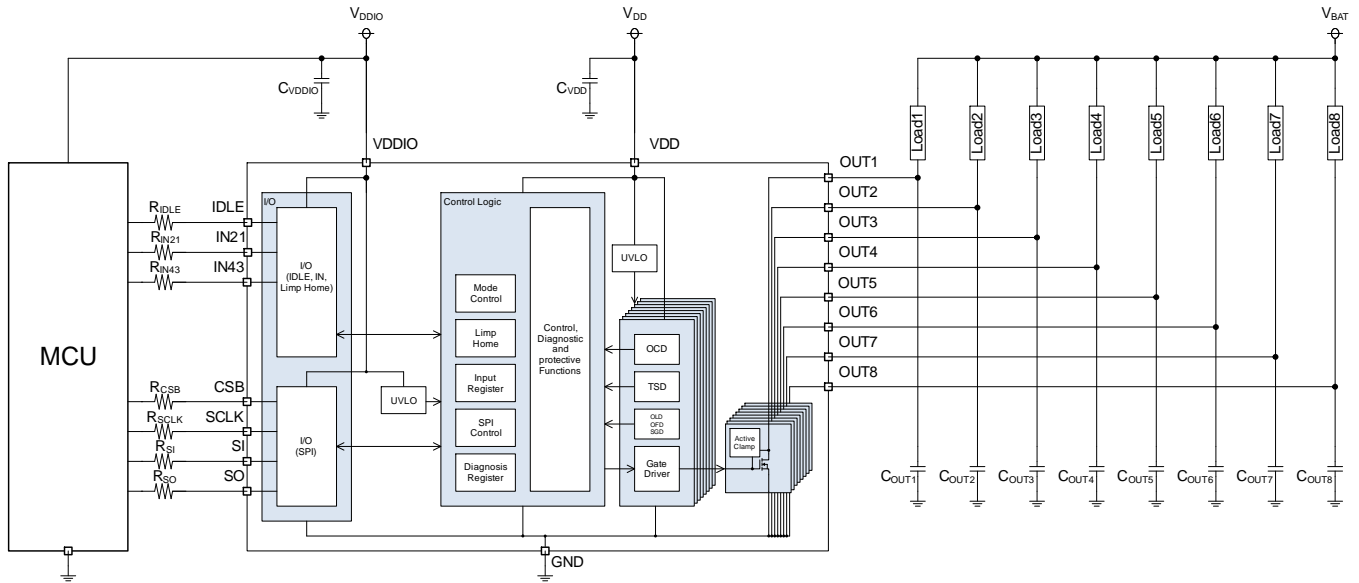 VDDIO
VDD
VBAT
CVDDIO
CVDD
Load1
Load2
Load3
Load4
Load5
Load6
Load7
Load8
VDDIO
VDD
OUT1
OUT2
OUT3
OUT4
OUT5
OUT6
OUT7
OUT8
MCU
RIDLE
IDLE
RIN21
IN21
RIN43
IN43
RCSB
CSB
RSCLK
SCLK
RSI
SI
RSO
SO
I/O
I/O
(IDLE, IN,
Limp Home)
I/O
(SPI)
UVLO
Control Logic
Mode
Control
Limp
Home
Input
Register
SPI
Control
Diagnosis
Register
Control,
Diagnostic
and
protective
Functions
UVLO
OCD
TSD
OLD
OFD
SGD
Gate
Driver
Active
Clamp
COUT1
COUT2
COUT3
COUT4
COUT5
COUT6
COUT7
COUT8
GND